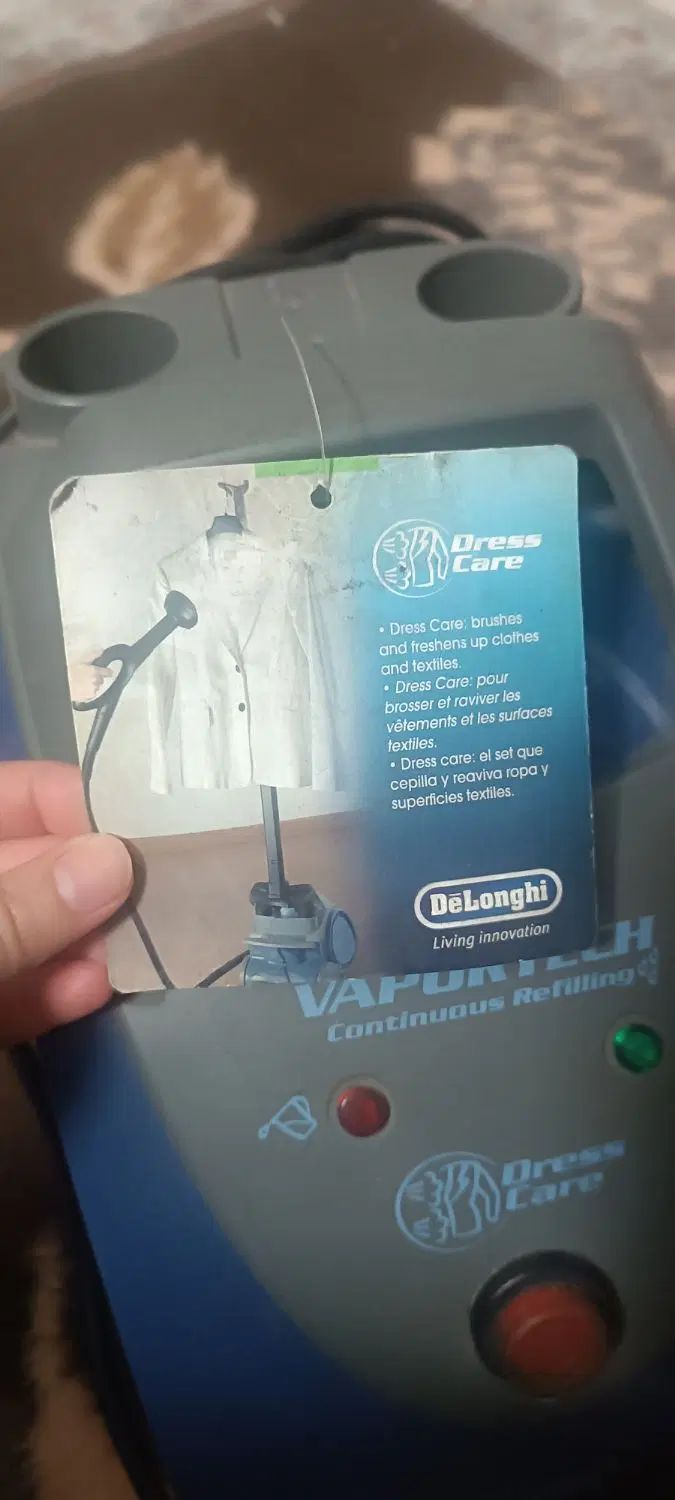 Dress
Care
• Dress Care: brushes
and freshens up clothes
and textiles.
• Dress Care: pour
brosser et raviver les
vêtements et les surfaces
textiles.
• Dress care: el set que
cepilla y reaviva ropa y
superficies textiles.
DeLonghi
Living innovation
VAPORTECH
Continuous Refilling
Dress
Care